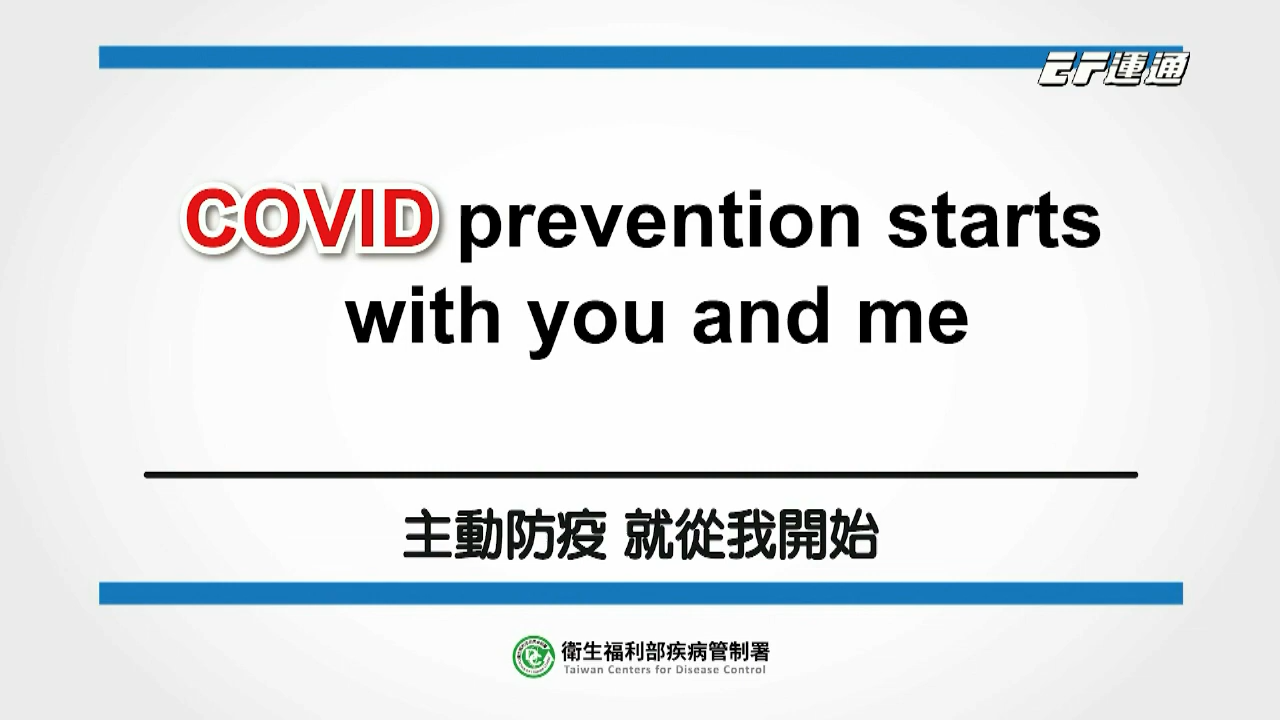 EF運通
COVID prevention starts
with you and me
主動防疫 就從我開始
衛生福利部疾病管制署
Taiwan Centers for Disease Control